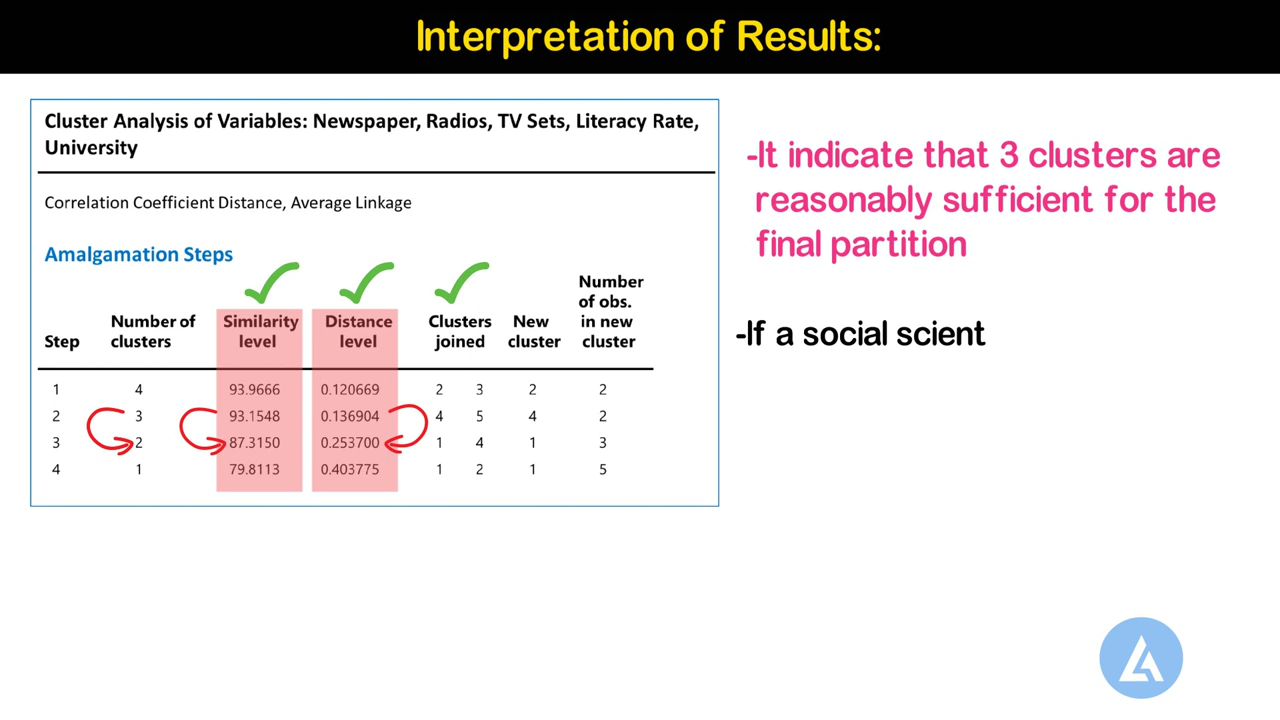 Interpretation of Results:
Cluster Analysis of Variables: Newspaper, Radios, TV Sets, Literacy Rate,
University
Correlation Coefficient Distance, Average Linkage
Amalgamation Steps
Step Number of clusters Similarity level Distance level Clusters joined New cluster Number of obs. in new cluster
1 4 93.9666 0.120669 2 3 2 2
2 3 93.1548 0.136904 4 5 4 2
3 2 87.3150 0.253700 1 4 1 3
4 1 79.8113 0.403775 1 2 1 5
-It indicate that 3 clusters are
reasonably sufficient for the
final partition
-If a social scient